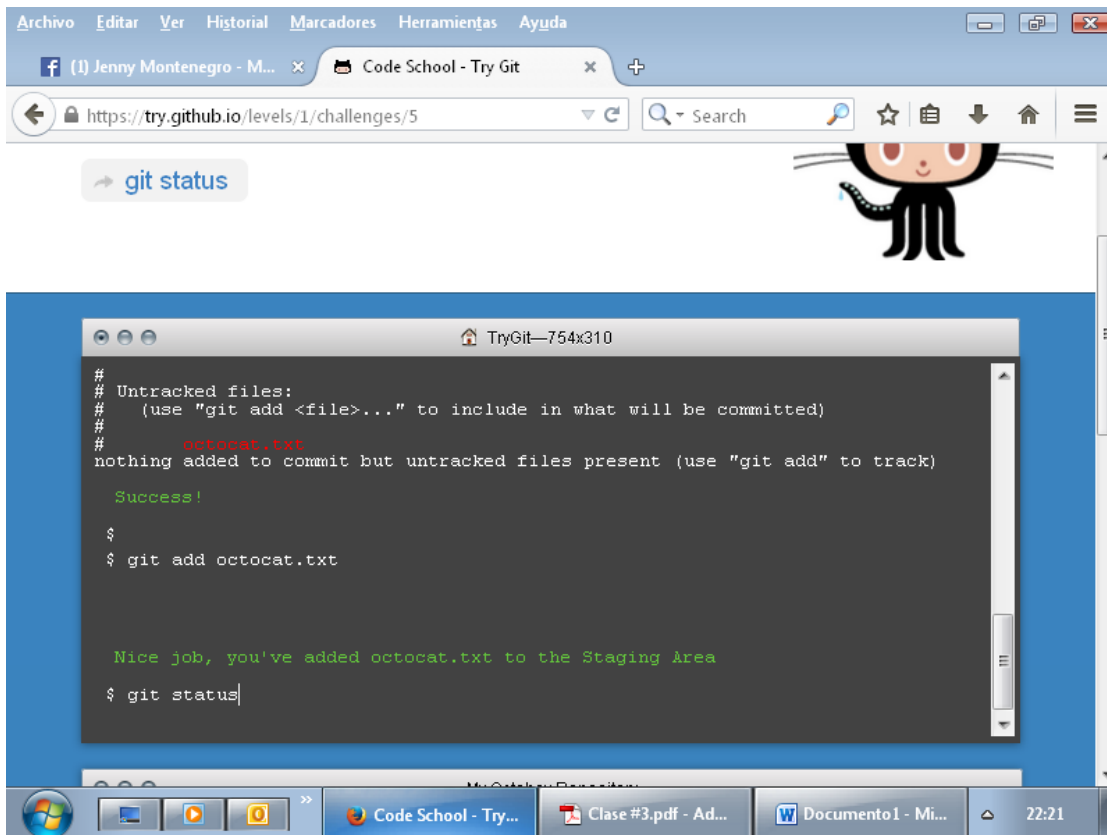 Archivo Editar Ver Historial Marcadores Herramientas Ayuda
(1) Jenny Montenegro - M... Code School - Try Git
https://try.github.io/levels/1/challenges/5 Search
git status
TryGit—754x310
#
# Untracked files:
#   (use "git add <file>..." to include in what will be committed)
#
#       octocat.txt
nothing added to commit but untracked files present (use "git add" to track)
Success!
$
$ git add octocat.txt
Nice job, you've added octocat.txt to the Staging Area
$ git status
Code School - Try... Clase #3.pdf - Ad... Documento1 - Mi... 22:21